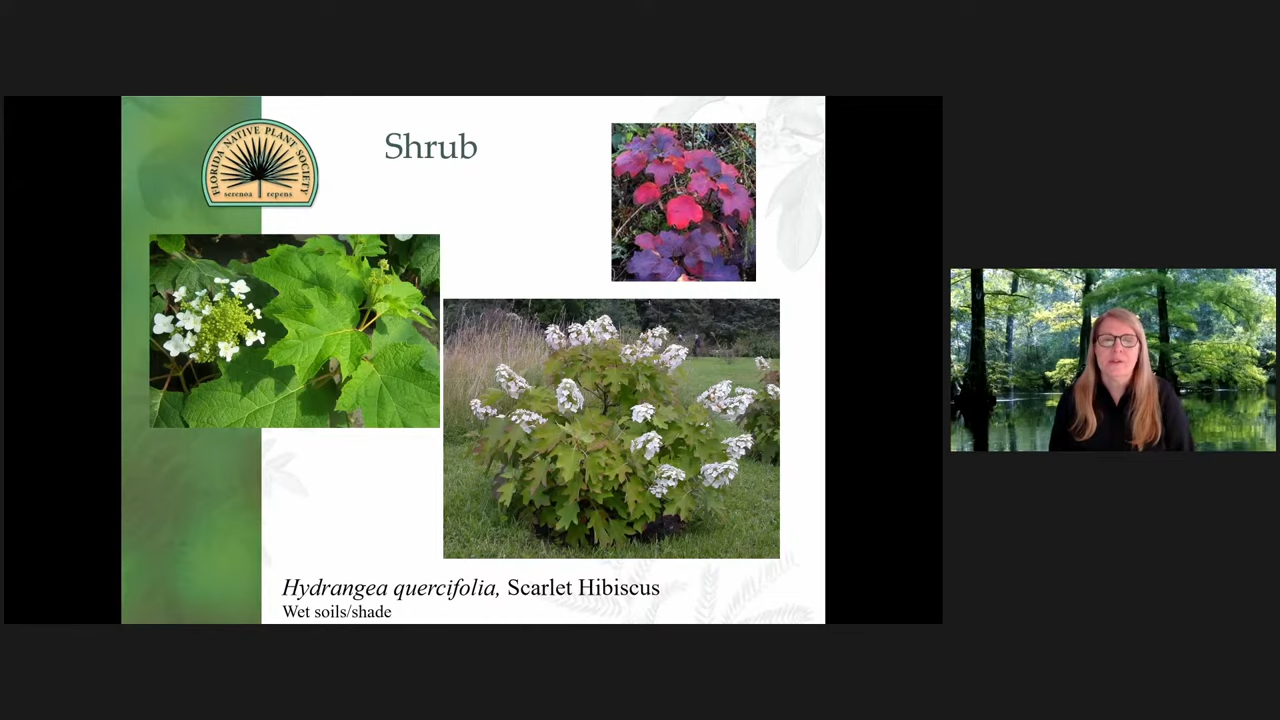 Shrub
FLORIDA NATIVE PLANT SOCIETY
serenoa repens
Hydrangea quercifolia, Scarlet Hibiscus
Wet soils/shade